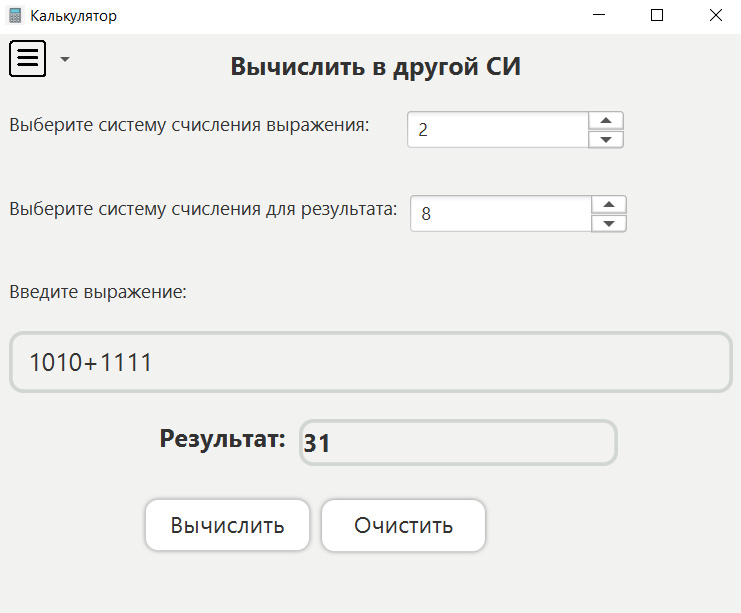 Калькулятор
Вычислить в другой СИ
Выберите систему счисления выражения: 2
Выберите систему счисления для результата: 8
Введите выражение:
1010+1111
Результат: 31
Вычислить Очистить